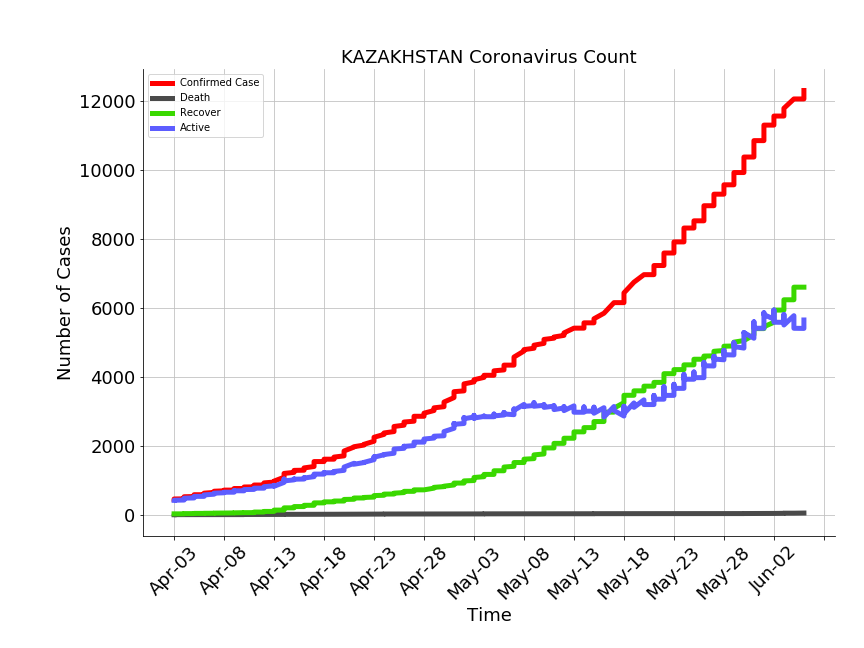 KAZAKHSTAN Coronavirus Count
Confirmed Case
Death
Recover
Active
Number of Cases
12000
10000
8000
6000
4000
2000
0
Apr-03
Apr-08
Apr-13
Apr-18
Apr-23
Apr-28
May-03
May-08
May-13
May-18
May-23
May-28
Jun-02
Time